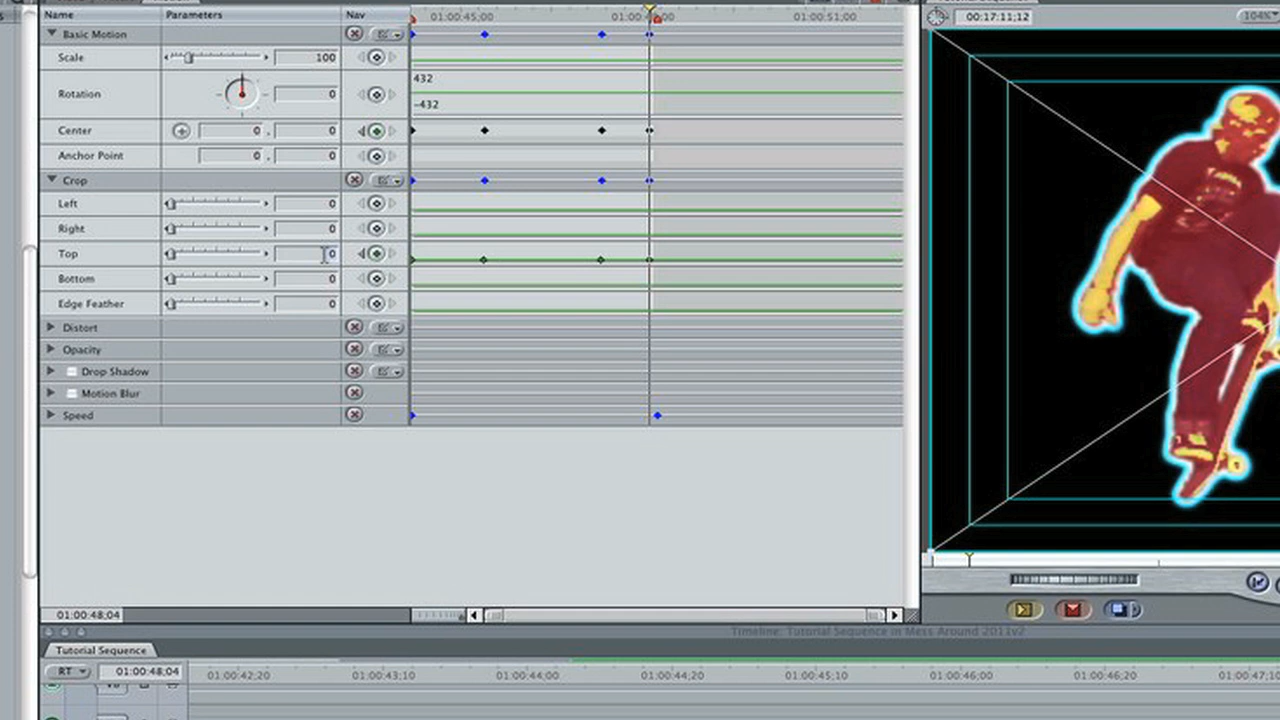 Name Parameters Nav 01:00:45;00 01:00: 01:00:51;00 00:17:11;12 104%
Basic Motion
Scale 100
432
Rotation 0
-432
Center 0 , 0
Anchor Point 0 , 0
Crop
Left 0
Right 0
Top 0
Bottom 0
Edge Feather 0
Distort
Opacity
Drop Shadow
Motion Blur
Speed
01:00:48;04
Timeline: Tutorial Sequence in Mess Around 2011v2
Tutorial Sequence
RT 01:00:48;04 01:00:42;20 01:00:43;10 01:00:44;00 01:00:44;20 01:00:45;10 01:00:46;00 01:00:46;20 01:00:47;10